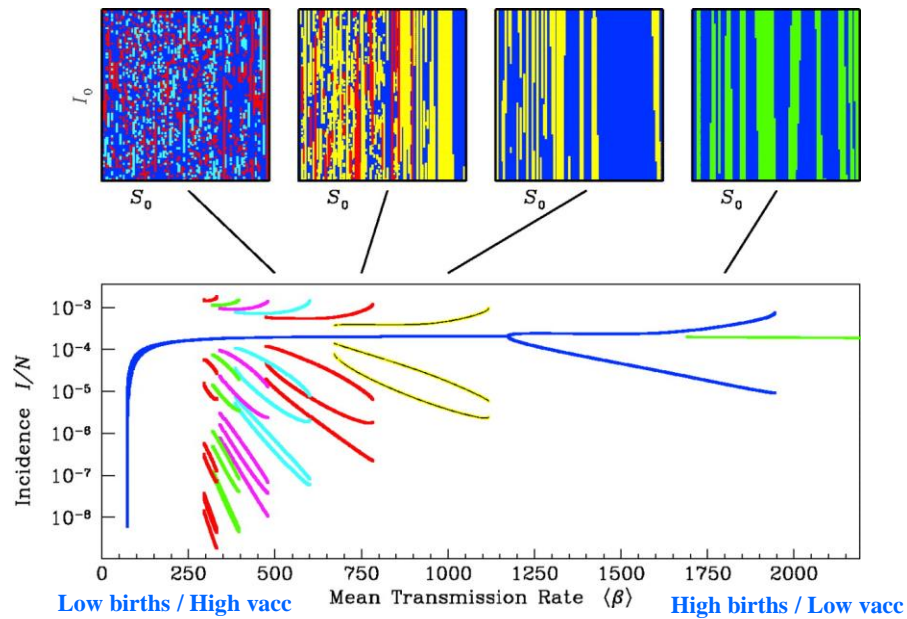 I₀
S₀ S₀ S₀ S₀
Incidence I/N
10⁻³
10⁻⁴
10⁻⁵
10⁻⁶
10⁻⁷
10⁻⁸
0 250 500 750 1000 1250 1500 1750 2000
Low births / High vacc Mean Transmission Rate ⟨β⟩ High births / Low vacc